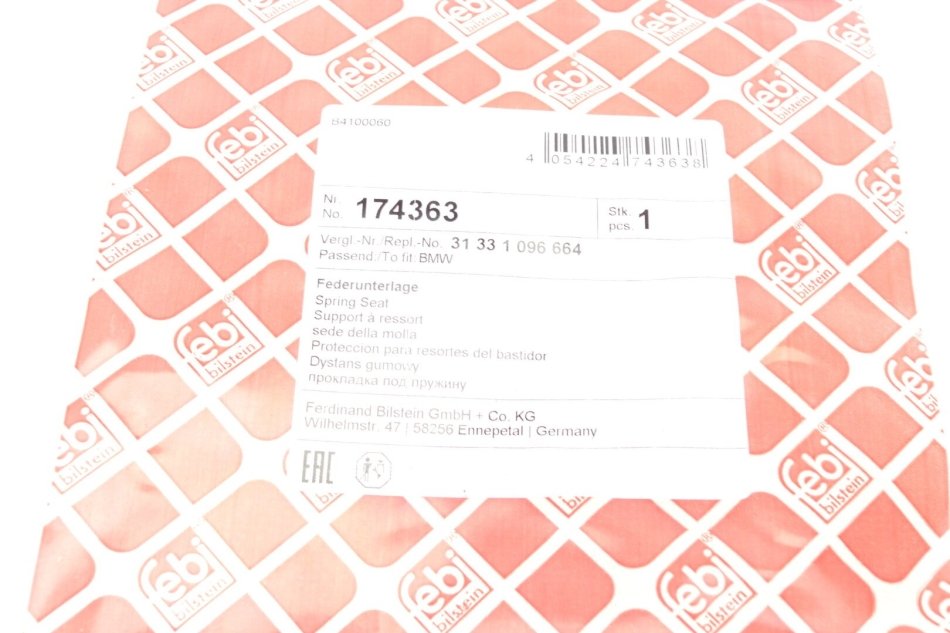 B4100060
4 054224 743638
Nr.
No. 174363
Stk.
pcs. 1
Vergl.-Nr./Repl.-No. 31 33 1 096 664
Passend./To fit: BMW
Federunterlage
Spring Seat
Support à ressort
sede della molla
Protección para resortes del bastidor
Dystans gumowy
прокладка под пружину
Ferdinand Bilstein GmbH + Co. KG
Wilhelmstr. 47 | 58256 Ennepetal | Germany
EAC
febi
bilstein